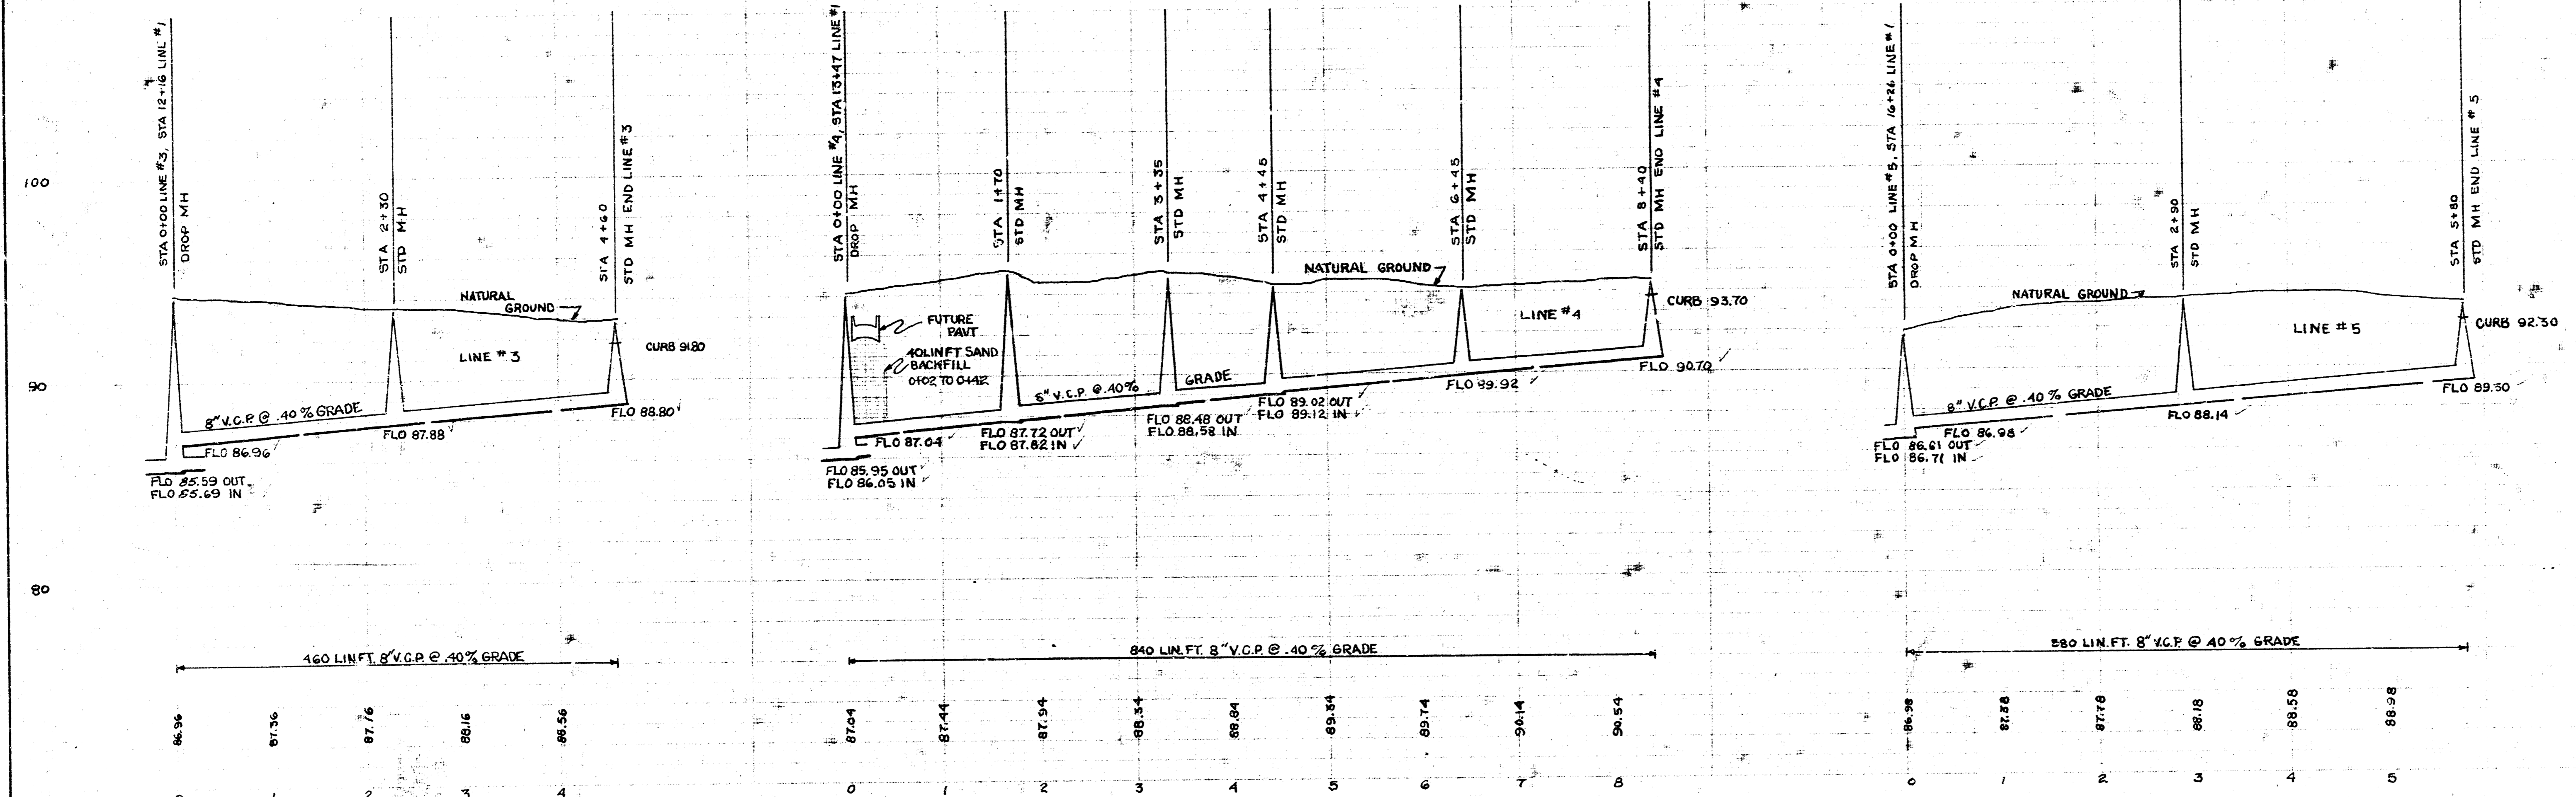 100
90
80
STA 0+00 LINE #3, STA 12+16 LINE #1
DROP MH
STA 2+30
STD MH
STA 4+60
STD MH END LINE #3
NATURAL
GROUND
LINE #3
CURB 91.80
8" V.C.P. @ .40% GRADE
FLO 86.96
FLO 87.88
FLO 88.80
FLO 85.59 OUT
FLO 85.69 IN
460 LIN.FT. 8" V.C.P. @ .40% GRADE
86.96
87.36
87.76
88.16
88.56
2
3
4
STA 0+00 LINE #4, STA 13+47 LINE #1
DROP MH
STA 1+70
STD MH
STA 3+35
STD MH
STA 4+45
STD MH
STA 6+45
STD MH
STA 8+40
STD MH END LINE #4
NATURAL GROUND
FUTURE
PAVT
40 LIN FT SAND
BACKFILL
0+02 TO 0+42
LINE #4
CURB 93.70
8" V.C.P. @ .40%
GRADE
FLO 87.04
FLO 87.72 OUT
FLO 87.82 IN
FLO 88.48 OUT
FLO 88.58 IN
FLO 89.02 OUT
FLO 89.12 IN
FLO 89.92
FLO 90.70
FLO 85.95 OUT
FLO 86.05 IN
840 LIN.FT. 8" V.C.P. @ .40% GRADE
87.04
87.44
87.94
88.34
88.84
89.34
89.74
90.14
90.54
0
1
2
3
4
5
6
7
8
STA 0+00 LINE #5, STA 16+26 LINE #1
DROP MH
STA 2+90
STD MH
STA 5+80
STD MH END LINE #5
NATURAL GROUND
LINE #5
CURB 92.30
8" V.C.P. @ .40% GRADE
FLO 86.98
FLO 88.14
FLO 89.30
FLO 86.61 OUT
FLO 86.71 IN
580 LIN.FT. 8" V.C.P. @ .40% GRADE
86.98
87.38
87.78
88.18
88.58
88.98
0
1
2
3
4
5